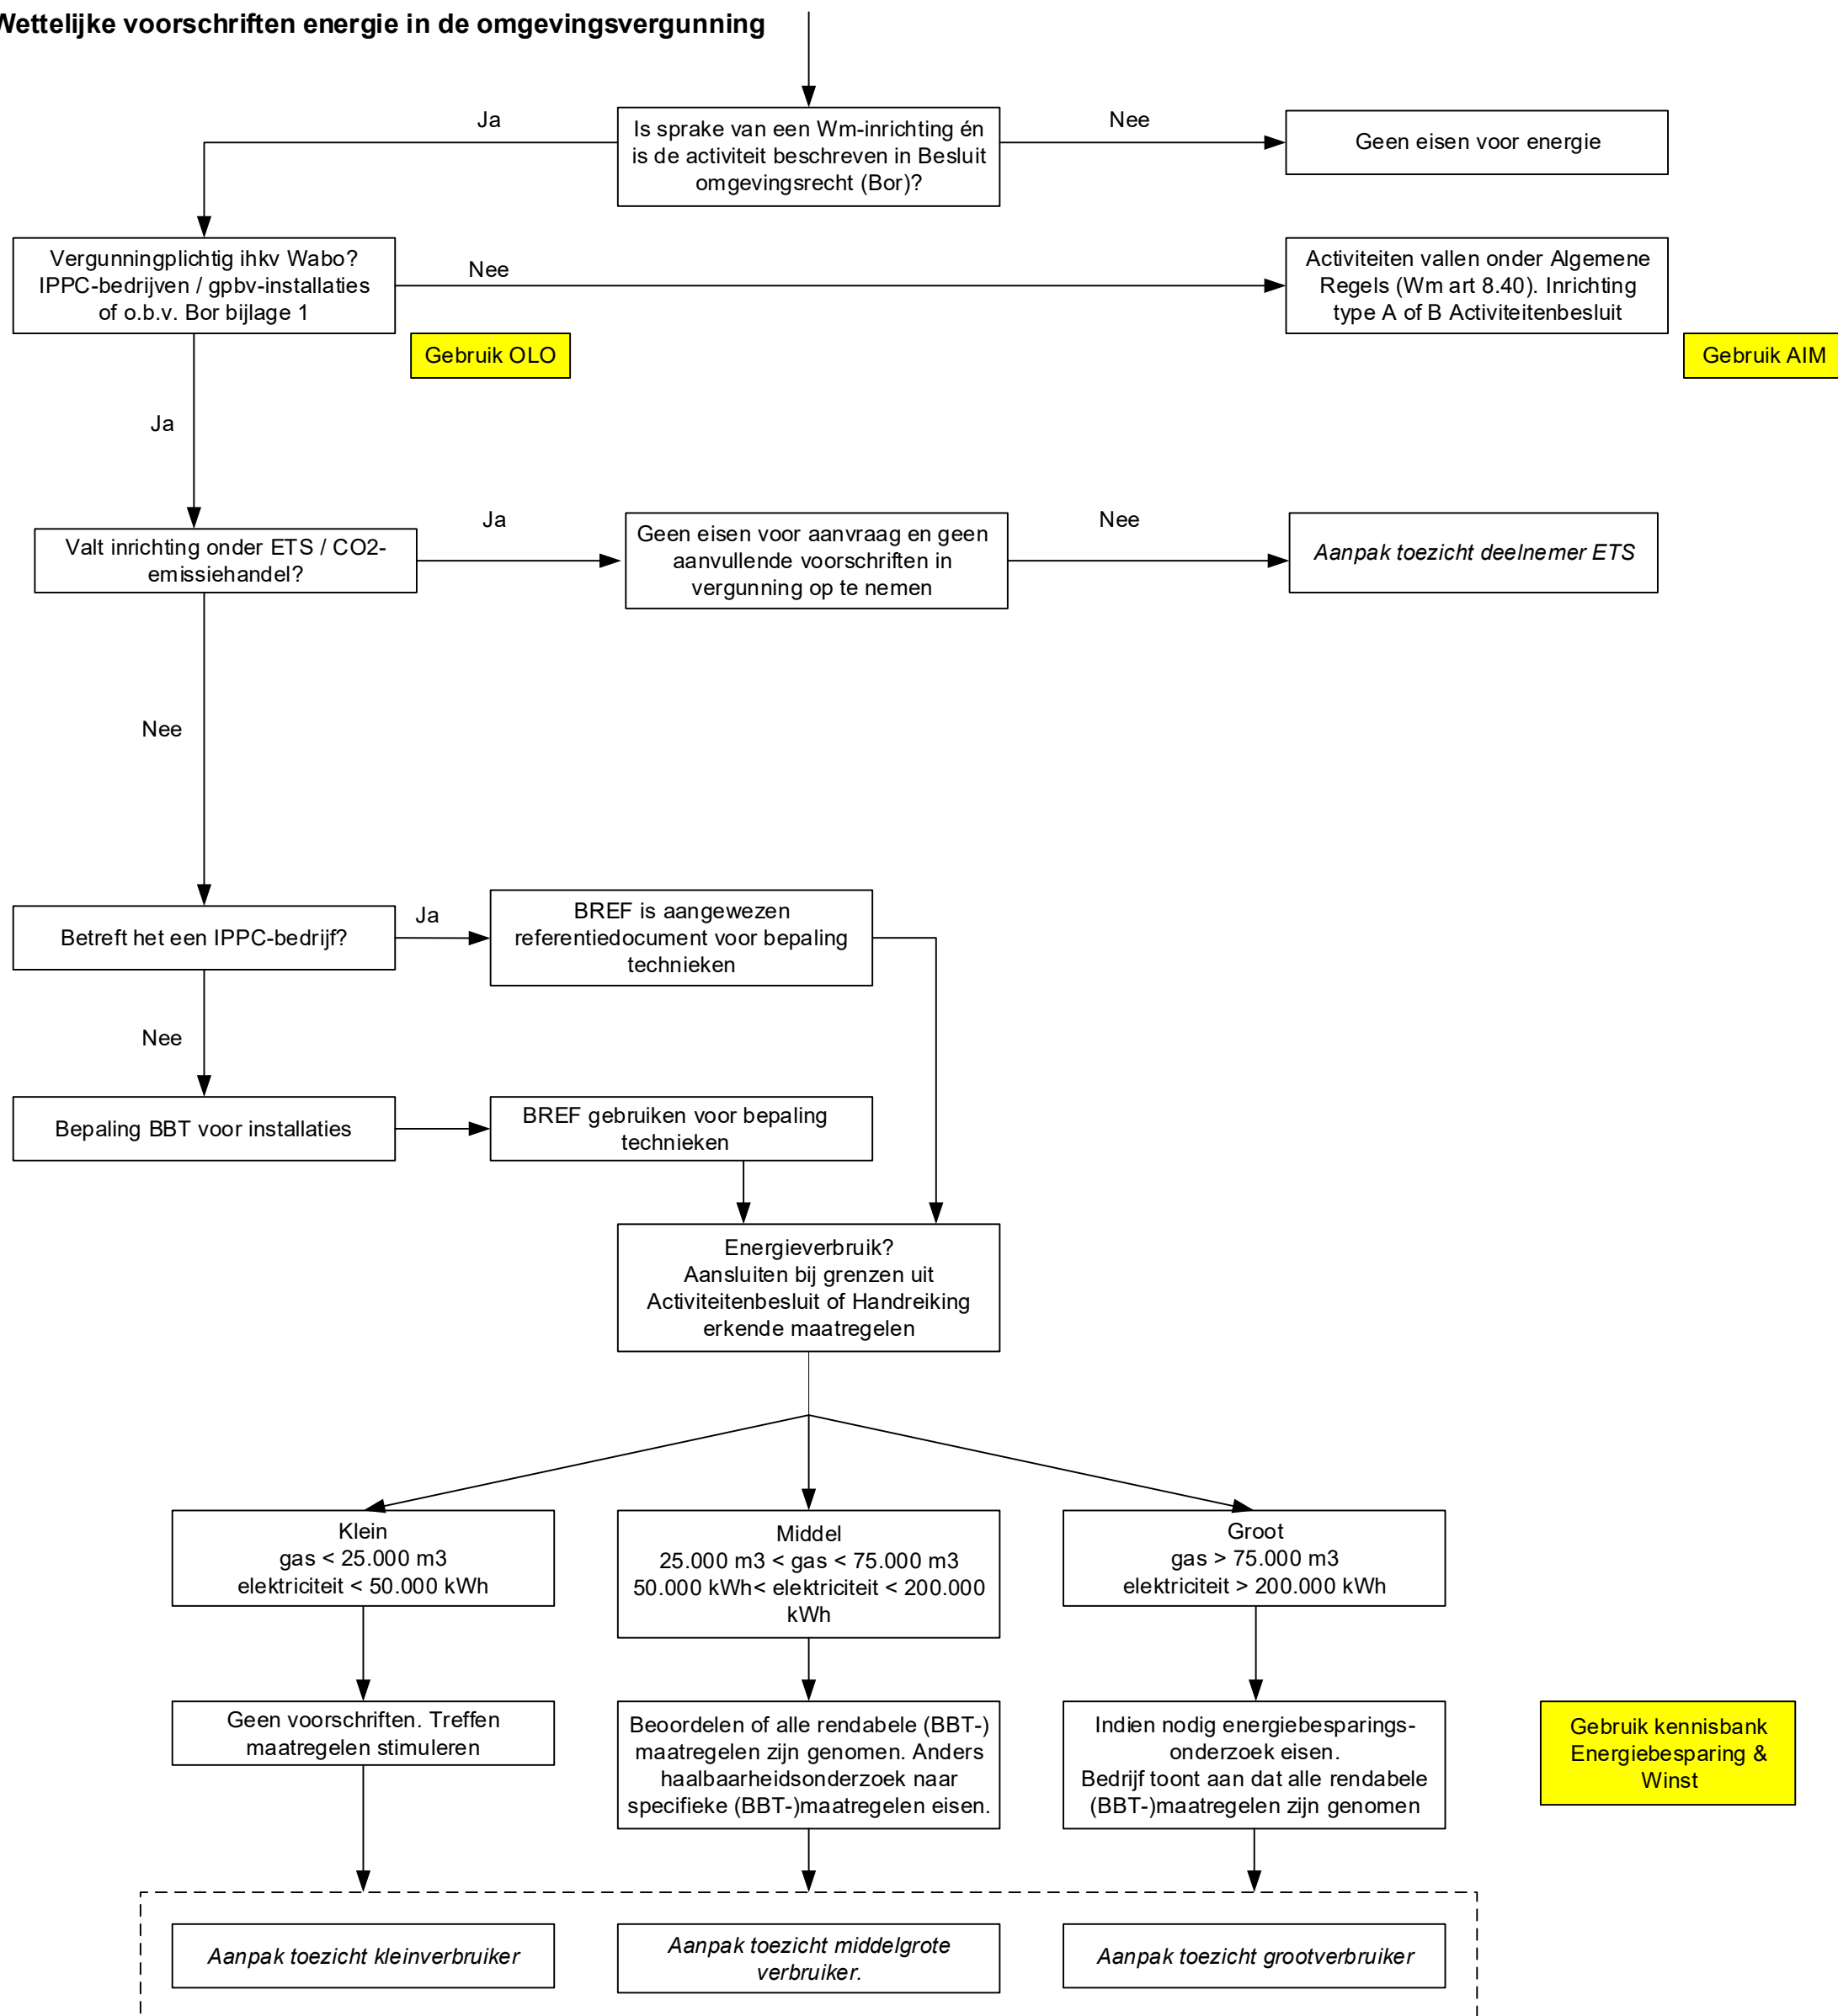 Wettelijke voorschriften energie in de omgevingsvergunning
Ja
Is sprake van een Wm-inrichting én
is de activiteit beschreven in Besluit
omgevingsrecht (Bor)?
Nee
Geen eisen voor energie
Vergunningplichtig ihkv Wabo?
IPPC-bedrijven / gpbv-installaties
of o.b.v. Bor bijlage 1
Nee
Activiteiten vallen onder Algemene
Regels (Wm art 8.40). Inrichting
type A of B Activiteitenbesluit
Gebruik OLO
Gebruik AIM
Ja
Valt inrichting onder ETS / CO2-
emissiehandel?
Ja
Geen eisen voor aanvraag en geen
aanvullende voorschriften in
vergunning op te nemen
Nee
Aanpak toezicht deelnemer ETS
Nee
Betreft het een IPPC-bedrijf?
Ja
BREF is aangewezen
referentiedocument voor bepaling
technieken
Nee
Bepaling BBT voor installaties
BREF gebruiken voor bepaling
technieken
Energieverbruik?
Aansluiten bij grenzen uit
Activiteitenbesluit of Handreiking
erkende maatregelen
Klein
gas < 25.000 m3
elektriciteit < 50.000 kWh
Middel
25.000 m3 < gas < 75.000 m3
50.000 kWh< elektriciteit < 200.000
kWh
Groot
gas > 75.000 m3
elektriciteit > 200.000 kWh
Geen voorschriften. Treffen
maatregelen stimuleren
Beoordelen of alle rendabele (BBT-)
maatregelen zijn genomen. Anders
haalbaarheidsonderzoek naar
specifieke (BBT-)maatregelen eisen.
Indien nodig energiebesparings-
onderzoek eisen.
Bedrijf toont aan dat alle rendabele
(BBT-)maatregelen zijn genomen
Gebruik kennisbank
Energiebesparing &
Winst
Aanpak toezicht kleinverbruiker
Aanpak toezicht middelgrote
verbruiker.
Aanpak toezicht grootverbruiker